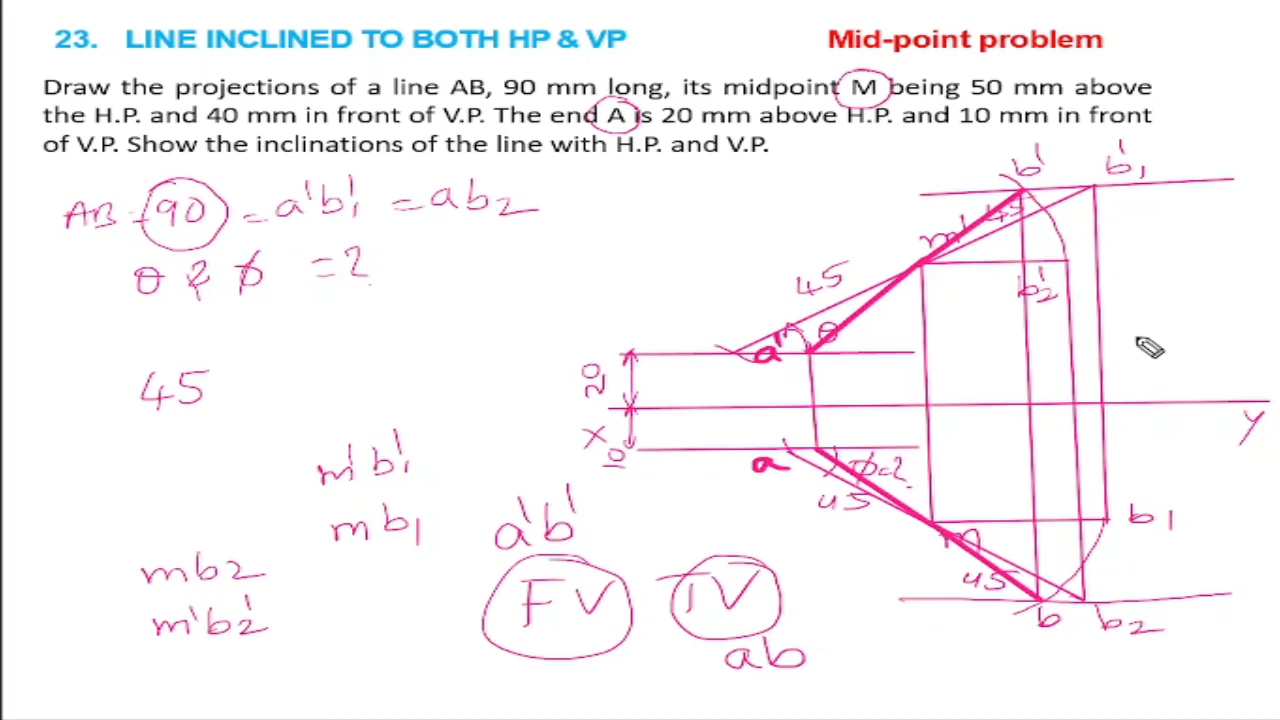 23. LINE INCLINED TO BOTH HP & VP
Mid-point problem
Draw the projections of a line AB, 90 mm long, its midpoint M being 50 mm above
the H.P. and 40 mm in front of V.P. The end A is 20 mm above H.P. and 10 mm in front
of V.P. Show the inclinations of the line with H.P. and V.P.
AB = 90 = a'b'1 = ab2
θ & ϕ = ?
45
m'b'1
mb1
mb2
m'b2'
a'b'
FV
TV
ab
b'
b'1
45
m'
45
b2'
a'
θ
20
X
10
Y
a
ϕ=?
45
m
b1
45
b
b2